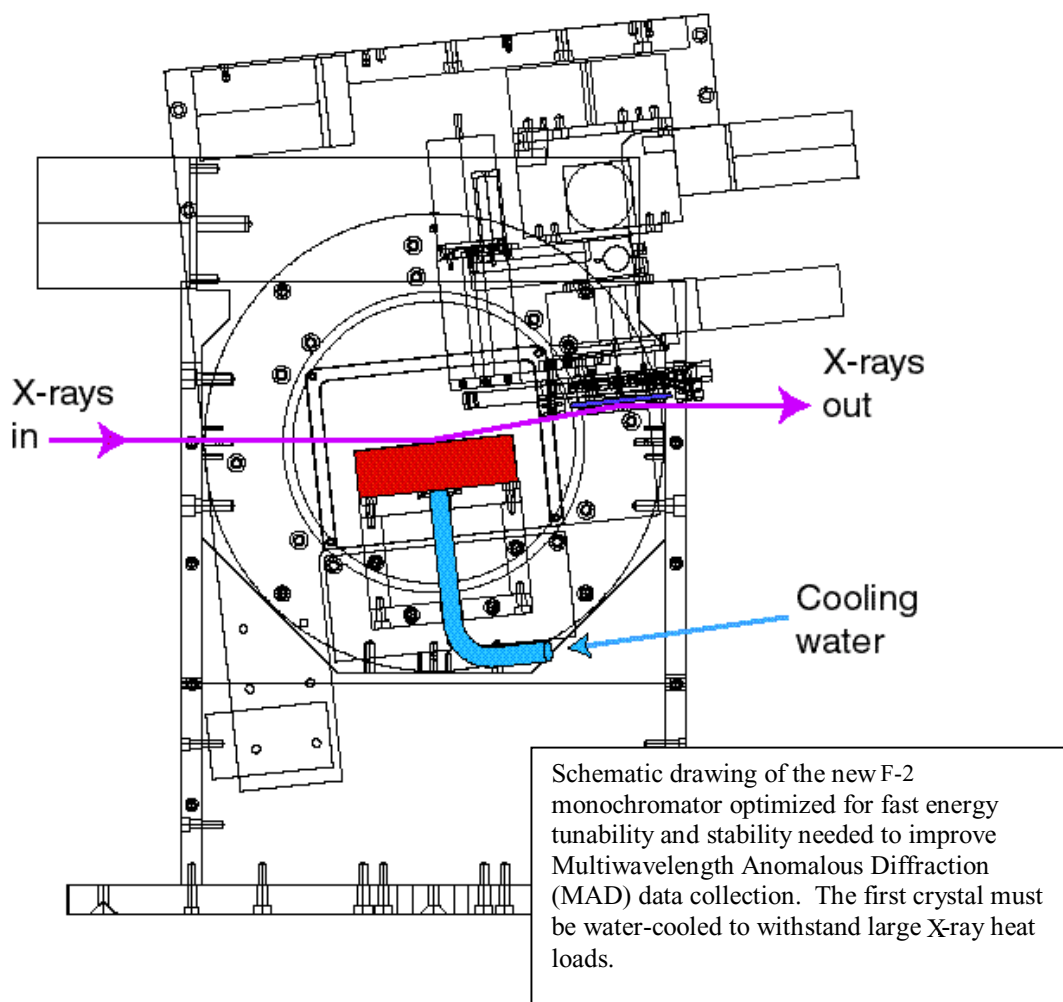 X-rays
in
X-rays
out
Cooling
water
Schematic drawing of the new F-2
monochromator optimized for fast energy
tunability and stability needed to improve
Multiwavelength Anomalous Diffraction
(MAD) data collection.  The first crystal must
be water-cooled to withstand large X-ray heat
loads.